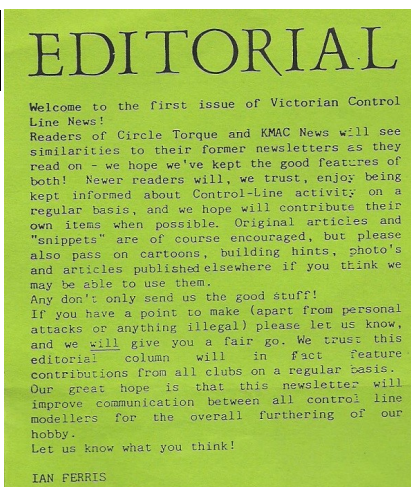 EDITORIAL
Welcome to the first issue of Victorian Control
Line News!
Readers of Circle Torque and KMAC News will see
similarities to their former newsletters as they
read on - we hope we've kept the good features of
both! Newer readers will, we trust, enjoy being
kept informed about Control-Line activity on a
regular basis, and we hope will contribute their
own items when possible. Original articles and
"snippets" are of course encouraged, but please
also pass on cartoons, building hints, photo's
and articles published elsewhere if you think we
may be able to use them.
Any don't only send us the good stuff!
If you have a point to make (apart from personal
attacks or anything illegal) please let us know,
and we will give you a fair go. We trust this
editorial column will in fact feature
contributions from all clubs on a regular basis.
Our great hope is that this newsletter will
improve communication between all control line
modellers for the overall furthering of our
hobby.
Let us know what you think!
IAN FERRIS